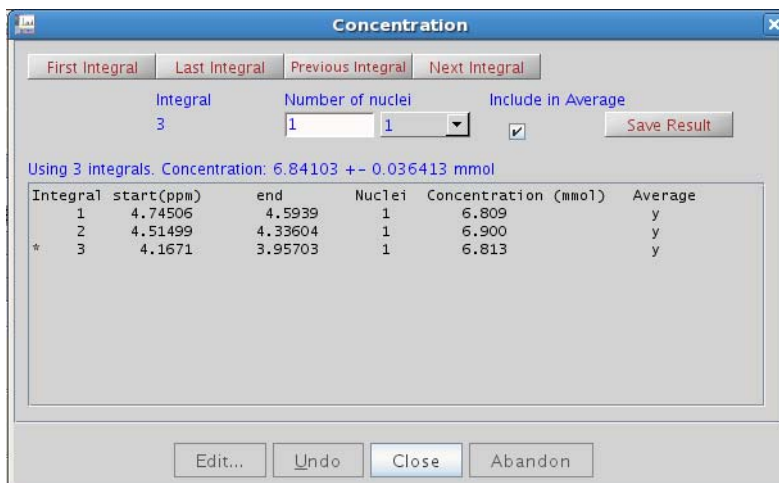 Concentration
First Integral Last Integral Previous Integral Next Integral
Integral Number of nuclei Include in Average
3 1 1 Save Result
Using 3 integrals. Concentration: 6.84103 +- 0.036413 mmol
Integral start(ppm) end Nuclei Concentration (mmol) Average
1 4.74506 4.5939 1 6.809 y
2 4.51499 4.33604 1 6.900 y
* 3 4.1671 3.95703 1 6.813 y
Edit... Undo Close Abandon